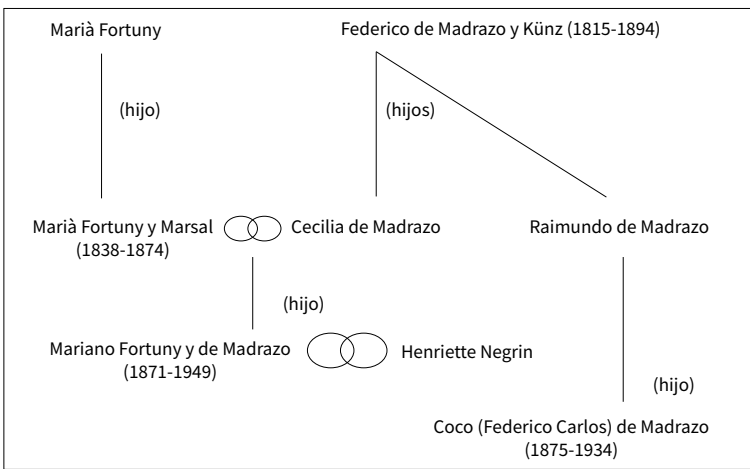 Marià Fortuny
Federico de Madrazo y Künz (1815-1894)
(hijo)
(hijos)
Marià Fortuny y Marsal
(1838-1874)
Cecilia de Madrazo
Raimundo de Madrazo
(hijo)
Mariano Fortuny y de Madrazo
(1871-1949)
Henriette Negrin
(hijo)
Coco (Federico Carlos) de Madrazo
(1875-1934)